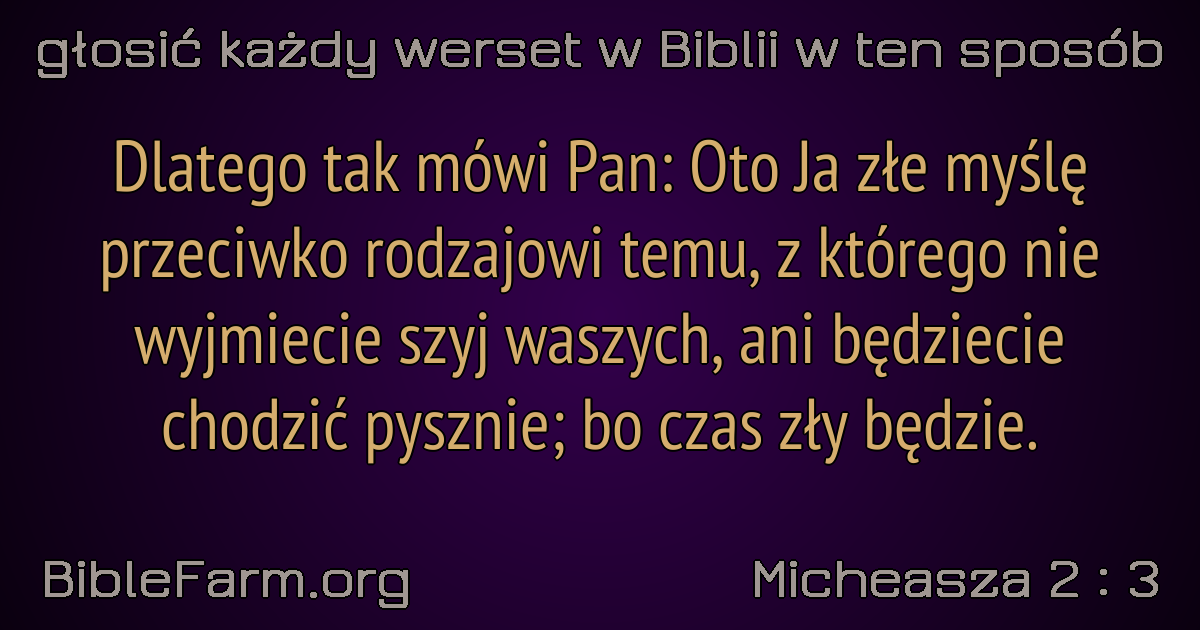 głosić każdy werset w Biblii w ten sposób
Dlatego tak mówi Pan: Oto Ja złe myślę
przeciwko rodzajowi temu, z którego nie
wyjmiecie szyj waszych, ani będziecie
chodzić pysznie; bo czas zły będzie.
BibleFarm.org
Micheasza 2 : 3